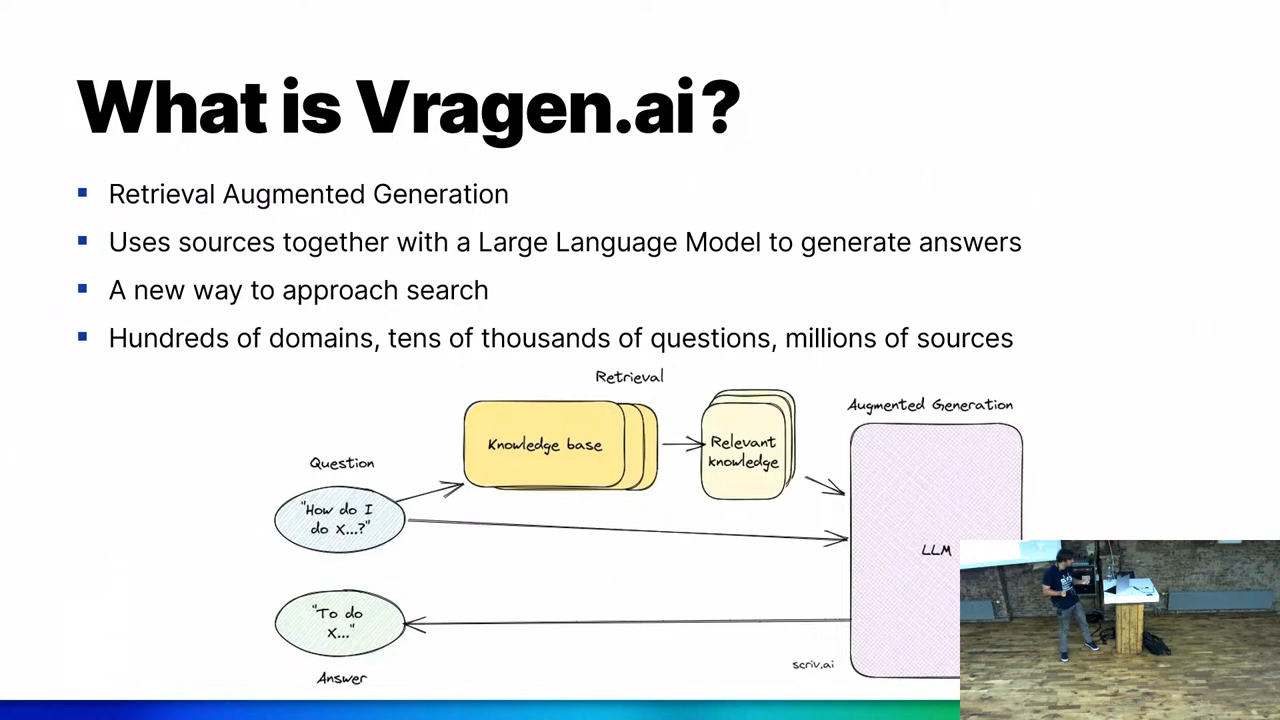 What is Vragen.ai?
Retrieval Augmented Generation
Uses sources together with a Large Language Model to generate answers
A new way to approach search
Hundreds of domains, tens of thousands of questions, millions of sources
Retrieval
Augmented Generation
Knowledge base
Relevant
knowledge
Question
"How do I
do X...?"
LLM
"To do
X..."
scriv.ai
Answer